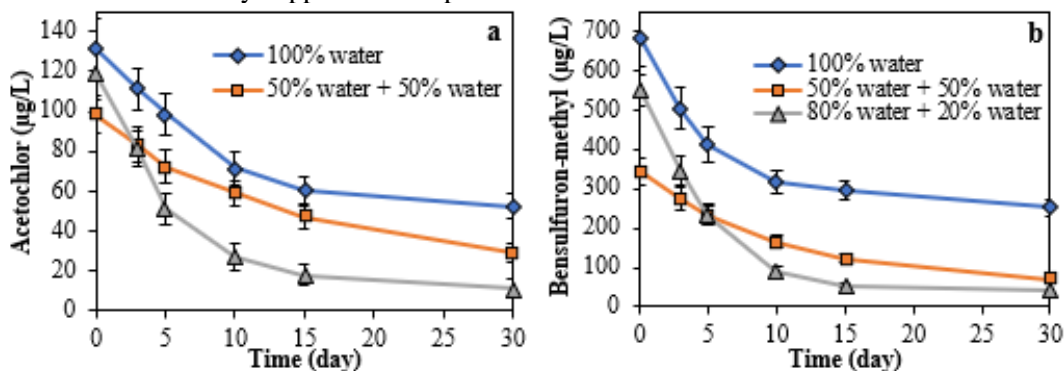 a
100% water
50% water + 50% water
Acetochlor (µg/L)
140
120
100
80
60
40
20
0
0 5 10 15 20 25 30
Time (day)
b
100% water
50% water + 50% water
80% water + 20% water
Bensulfuron-methyl (µg/L)
700
600
500
400
300
200
100
0
0 5 10 15 20 25 30
Time (day)